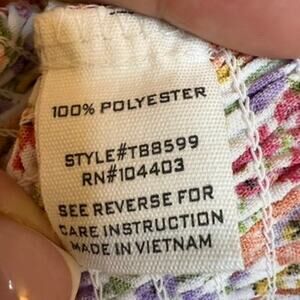 100% POLYESTER
STYLE#TB8599
RN#104403
SEE REVERSE FOR
CARE INSTRUCTION
MADE IN VIETNAM